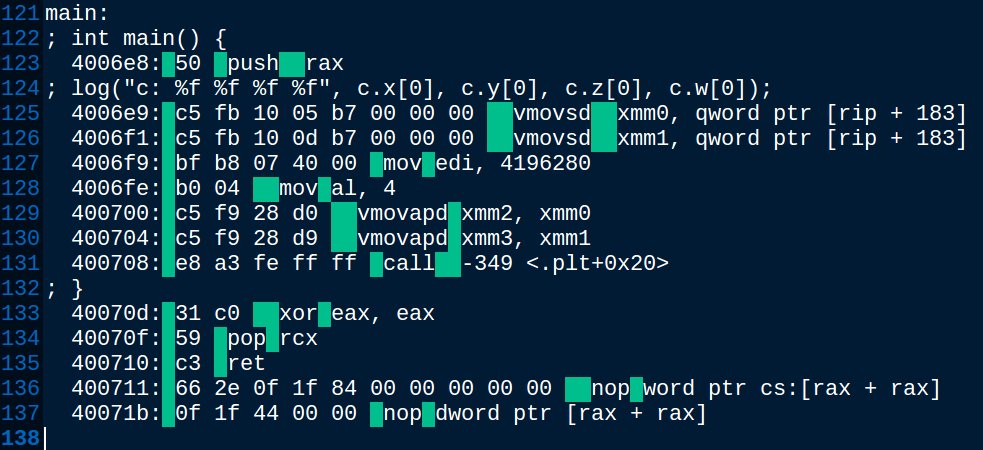 121 main:
122 ; int main() {
123 4006e8: 50 push rax
124 ; log("c: %f %f %f %f", c.x[0], c.y[0], c.z[0], c.w[0]);
125 4006e9: c5 fb 10 05 b7 00 00 00 vmovsd xmm0, qword ptr [rip + 183]
126 4006f1: c5 fb 10 0d b7 00 00 00 vmovsd xmm1, qword ptr [rip + 183]
127 4006f9: bf b8 07 40 00 mov edi, 4196280
128 4006fe: b0 04 mov al, 4
129 400700: c5 f9 28 d0 vmovapd xmm2, xmm0
130 400704: c5 f9 28 d9 vmovapd xmm3, xmm1
131 400708: e8 a3 fe ff ff call -349 <.plt+0x20>
132 ; }
133 40070d: 31 c0 xor eax, eax
134 40070f: 59 pop rcx
135 400710: c3 ret
136 400711: 66 2e 0f 1f 84 00 00 00 00 00 nop word ptr cs:[rax + rax]
137 40071b: 0f 1f 44 00 00 nop dword ptr [rax + rax]
138